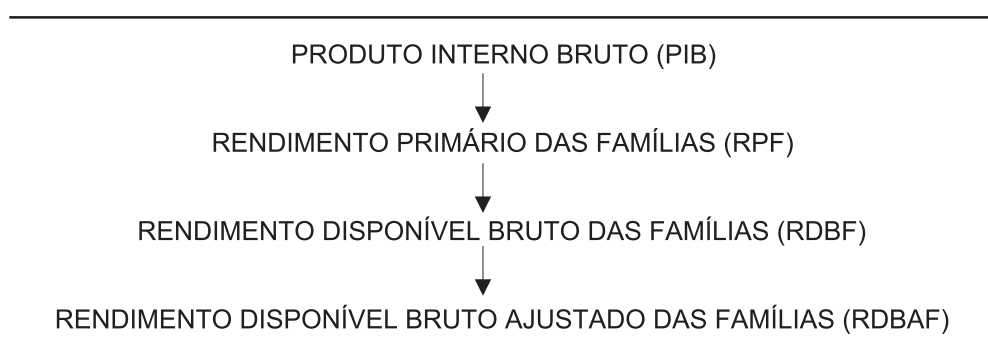 PRODUTO INTERNO BRUTO (PIB)
RENDIMENTO PRIMÁRIO DAS FAMÍLIAS (RPF)
RENDIMENTO DISPONÍVEL BRUTO DAS FAMÍLIAS (RDBF)
RENDIMENTO DISPONÍVEL BRUTO AJUSTADO DAS FAMÍLIAS (RDBAF)